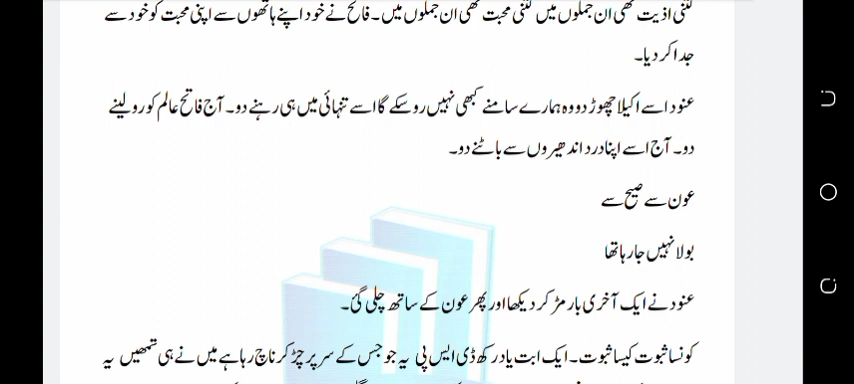 کتنی اذیت تھی ان جملوں میں کتنی محبت تھی ان جملوں میں۔ فاتح نے خود اپنے ہاتھوں سے اپنی محبت کو خود سے
جدا کر دیا۔
عنود اسے اکیلا چھوڑ دو وہ ہمارے سامنے کبھی نہیں رو سکے گا اسے تنہائی میں ہی رہنے دو۔ آج فاتح عالم کو رو لینے
دو۔ آج اسے اپنا درد اندھیروں سے بانٹنے دو۔
عون سے صیح سے
بولا نہیں جا رہا تھا
عنود نے ایک آخری بار مڑ کر دیکھا اور پھر عون کے ساتھ چلی گئ۔
کونسا ثبوت کیسا ثبوت۔ ایک ابت یاد رکھ ڈی ایس پی یہ جو جس کے سر پر چڑ کر ناچ رہا ہے میں نے ہی تمھیں یہ